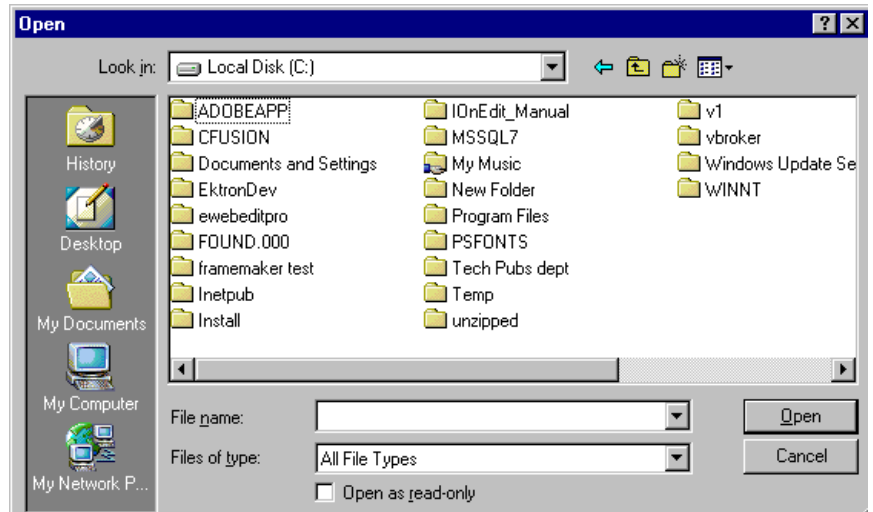 Open
Look in:
Local Disk (C:)
History
Desktop
My Documents
My Computer
My Network P...
ADOBEAPP
CFUSION
Documents and Settings
EktronDev
ewebeditpro
FOUND.000
framemaker test
Inetpub
Install
IOnEdit_Manual
MSSQL7
My Music
New Folder
Program Files
PSFONTS
Tech Pubs dept
Temp
unzipped
v1
vbroker
Windows Update Se
WINNT
File name:
Open
Files of type:
All File Types
Cancel
Open as read-only